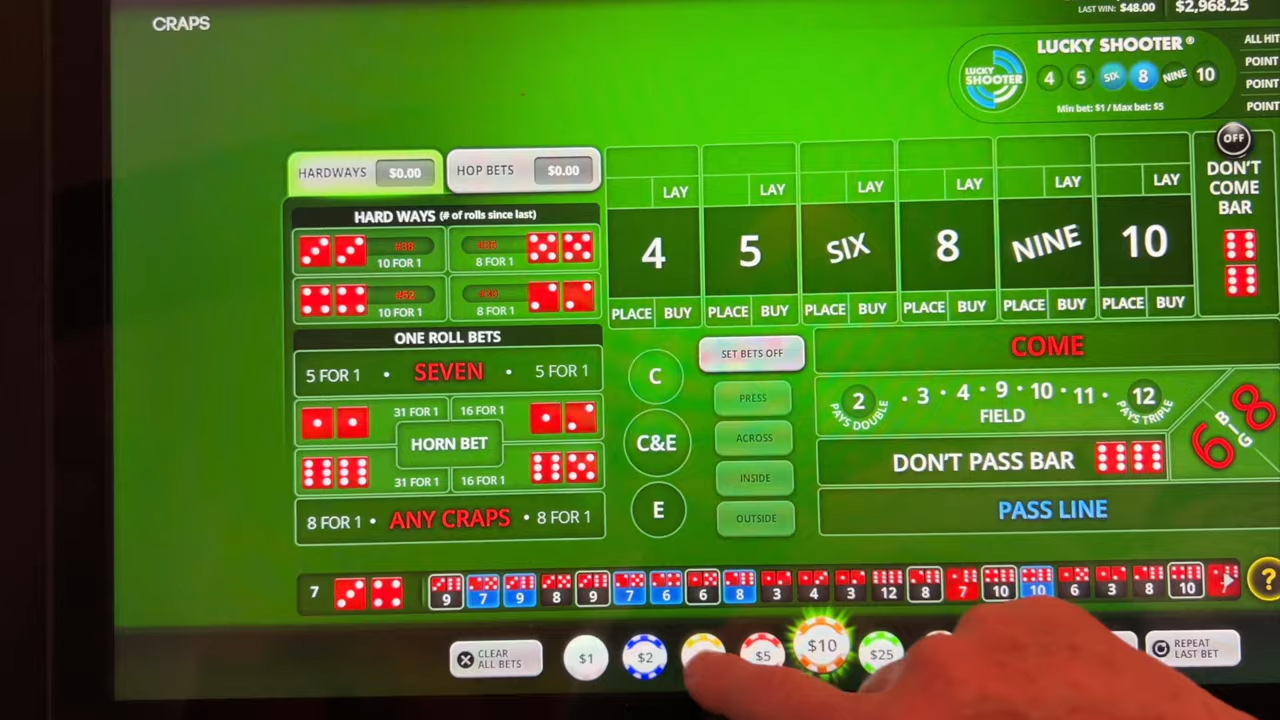 CRAPS
LAST WIN: $48.00
$2,968.25
LUCKY SHOOTER®
LUCKY SHOOTER
4 5 SIX 8 NINE 10
Min bet: $1 / Max bet: $5
ALL HIT
POINT
POINT
POINT
HARDWAYS $0.00
HOP BETS $0.00
HARD WAYS (# of rolls since last)
10 FOR 1
8 FOR 1
#52
10 FOR 1
8 FOR 1
ONE ROLL BETS
5 FOR 1 • SEVEN • 5 FOR 1
31 FOR 1
16 FOR 1
HORN BET
31 FOR 1
16 FOR 1
8 FOR 1 • ANY CRAPS • 8 FOR 1
LAY LAY LAY LAY LAY LAY
4 5 SIX 8 NINE 10
PLACE BUY PLACE BUY PLACE BUY PLACE BUY PLACE BUY PLACE BUY
OFF
DON'T
COME
BAR
C
C&E
E
SET BETS OFF
PRESS
ACROSS
INSIDE
OUTSIDE
COME
2 • 3 • 4 • 9 • 10 • 11 • 12
PAYS DOUBLE
FIELD
PAYS TRIPLE
DON'T PASS BAR
PASS LINE
BIG
6 8
7
9 7 9 8 9 7 6 6 8 3 4 3 12 8 7 10 10 6 3 8 10 7
?
CLEAR
ALL BETS
$1 $2 $5 $10 $25
REPEAT
LAST BET